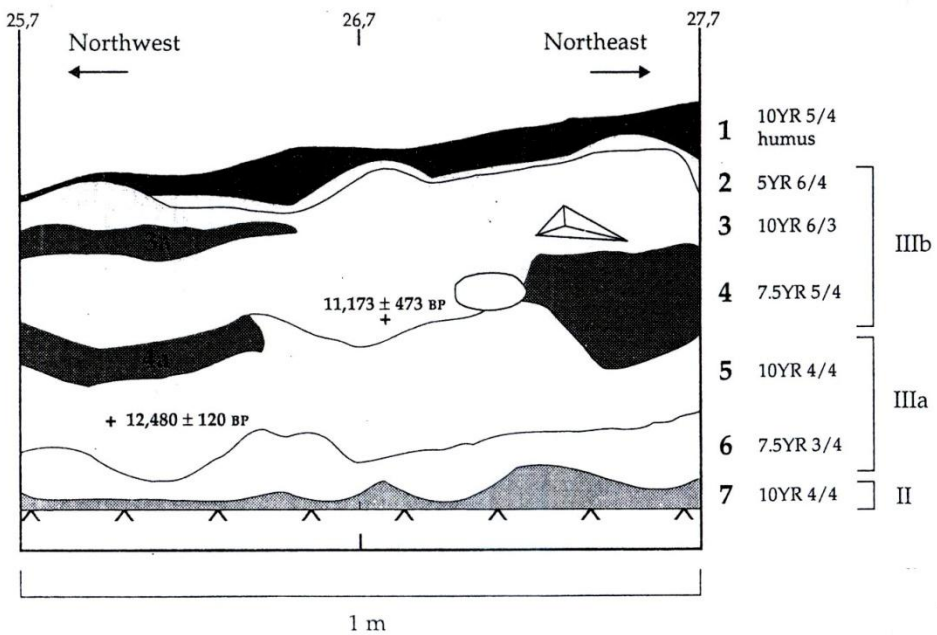 25,7 26,7 27,7
Northwest Northeast
1 10YR 5/4
humus
2 5YR 6/4
3 10YR 6/3
3a
IIIb
4 7.5YR 5/4
11,173 ± 473 BP
+
4a
5 10YR 4/4
IIIa
+ 12,480 ± 120 BP
6 7.5YR 3/4
7 10YR 4/4 II
1 m